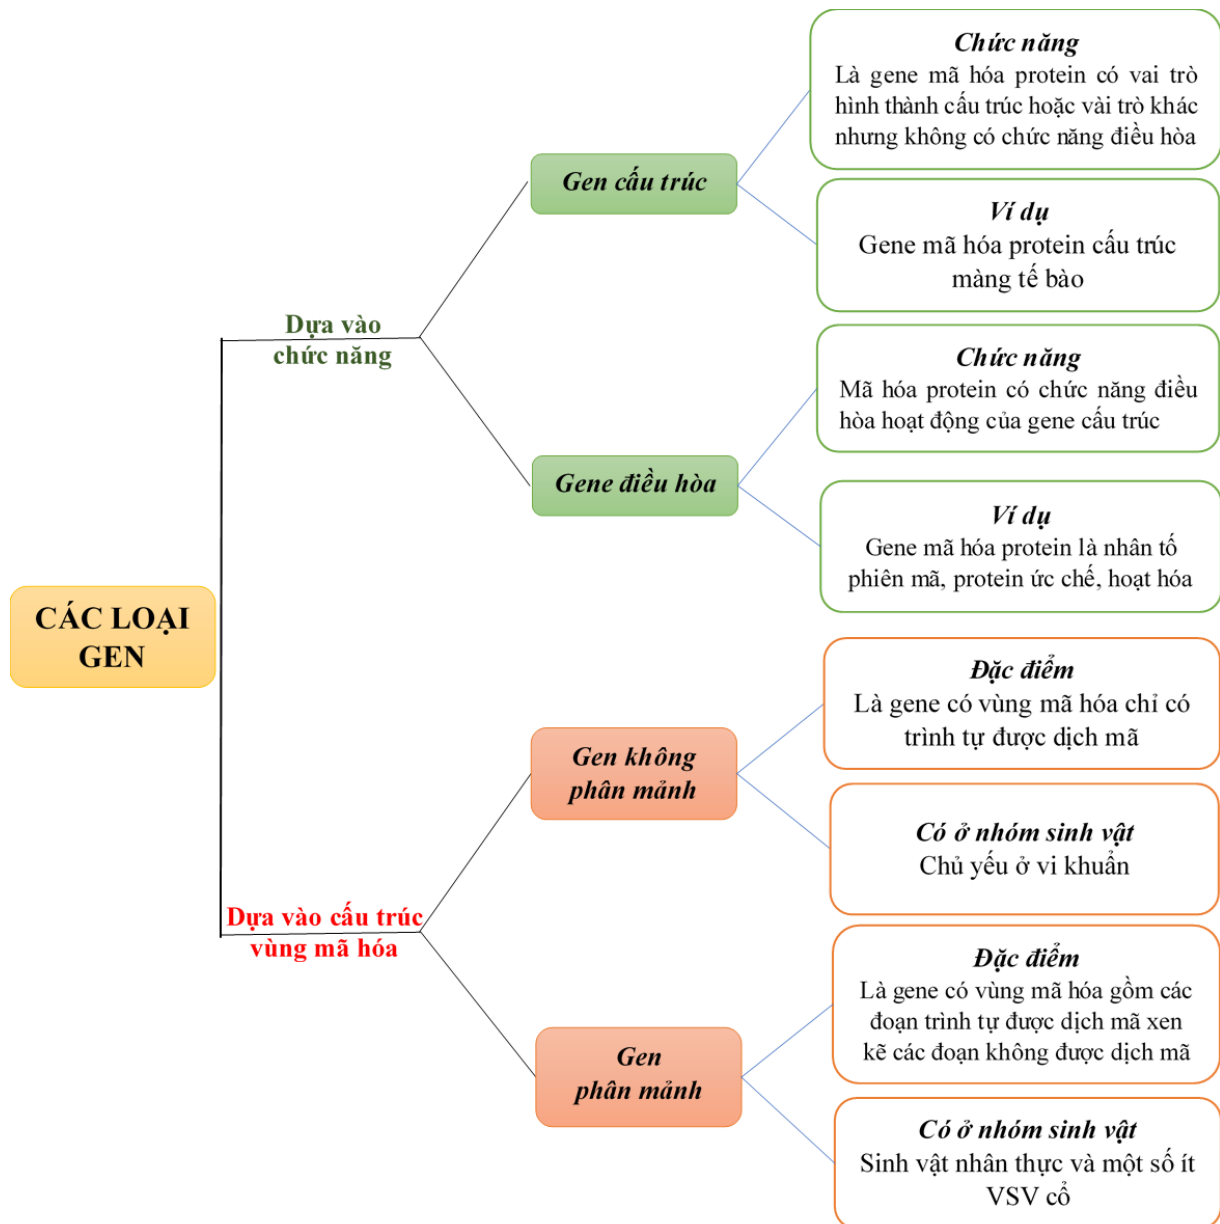 Chức năng
Là gene mã hóa protein có vai trò
hình thành cấu trúc hoặc vài trò khác
nhưng không có chức năng điều hòa
Gen cấu trúc
Ví dụ
Gene mã hóa protein cấu trúc
màng tế bào
Dựa vào
chức năng
Chức năng
Mã hóa protein có chức năng điều
hòa hoạt động của gene cấu trúc
Gene điều hòa
Ví dụ
Gene mã hóa protein là nhân tố
phiên mã, protein ức chế, hoạt hóa
CÁC LOẠI
GEN
Đặc điểm
Là gene có vùng mã hóa chỉ có
trình tự được dịch mã
Gen không
phân mảnh
Có ở nhóm sinh vật
Chủ yếu ở vi khuẩn
Dựa vào cấu trúc
vùng mã hóa
Đặc điểm
Là gene có vùng mã hóa gồm các
đoạn trình tự được dịch mã xen
kẽ các đoạn không được dịch mã
Gen
phân mảnh
Có ở nhóm sinh vật
Sinh vật nhân thực và một số ít
VSV cổ